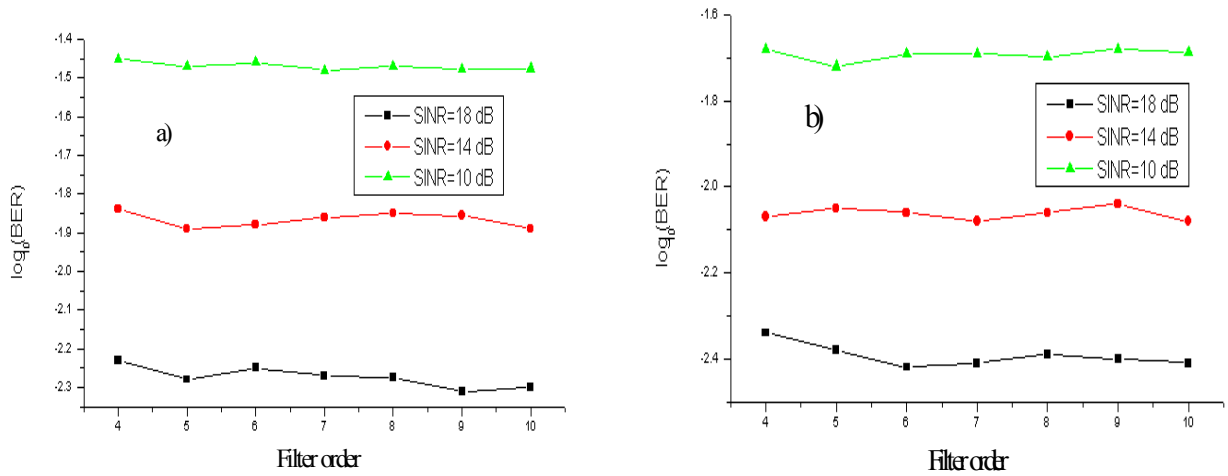 -1.4
-1.5
-1.6
-1.7
-1.8
-1.9
-2.0
-2.1
-2.2
-2.3
log₁₀(BER)
a)
SINR=18 dB
SINR=14 dB
SINR=10 dB
4 5 6 7 8 9 10
Filter order
-1.6
-1.8
-2.0
-2.2
-2.4
log₁₀(BER)
b)
SINR=18 dB
SINR=14 dB
SINR=10 dB
4 5 6 7 8 9 10
Filter order